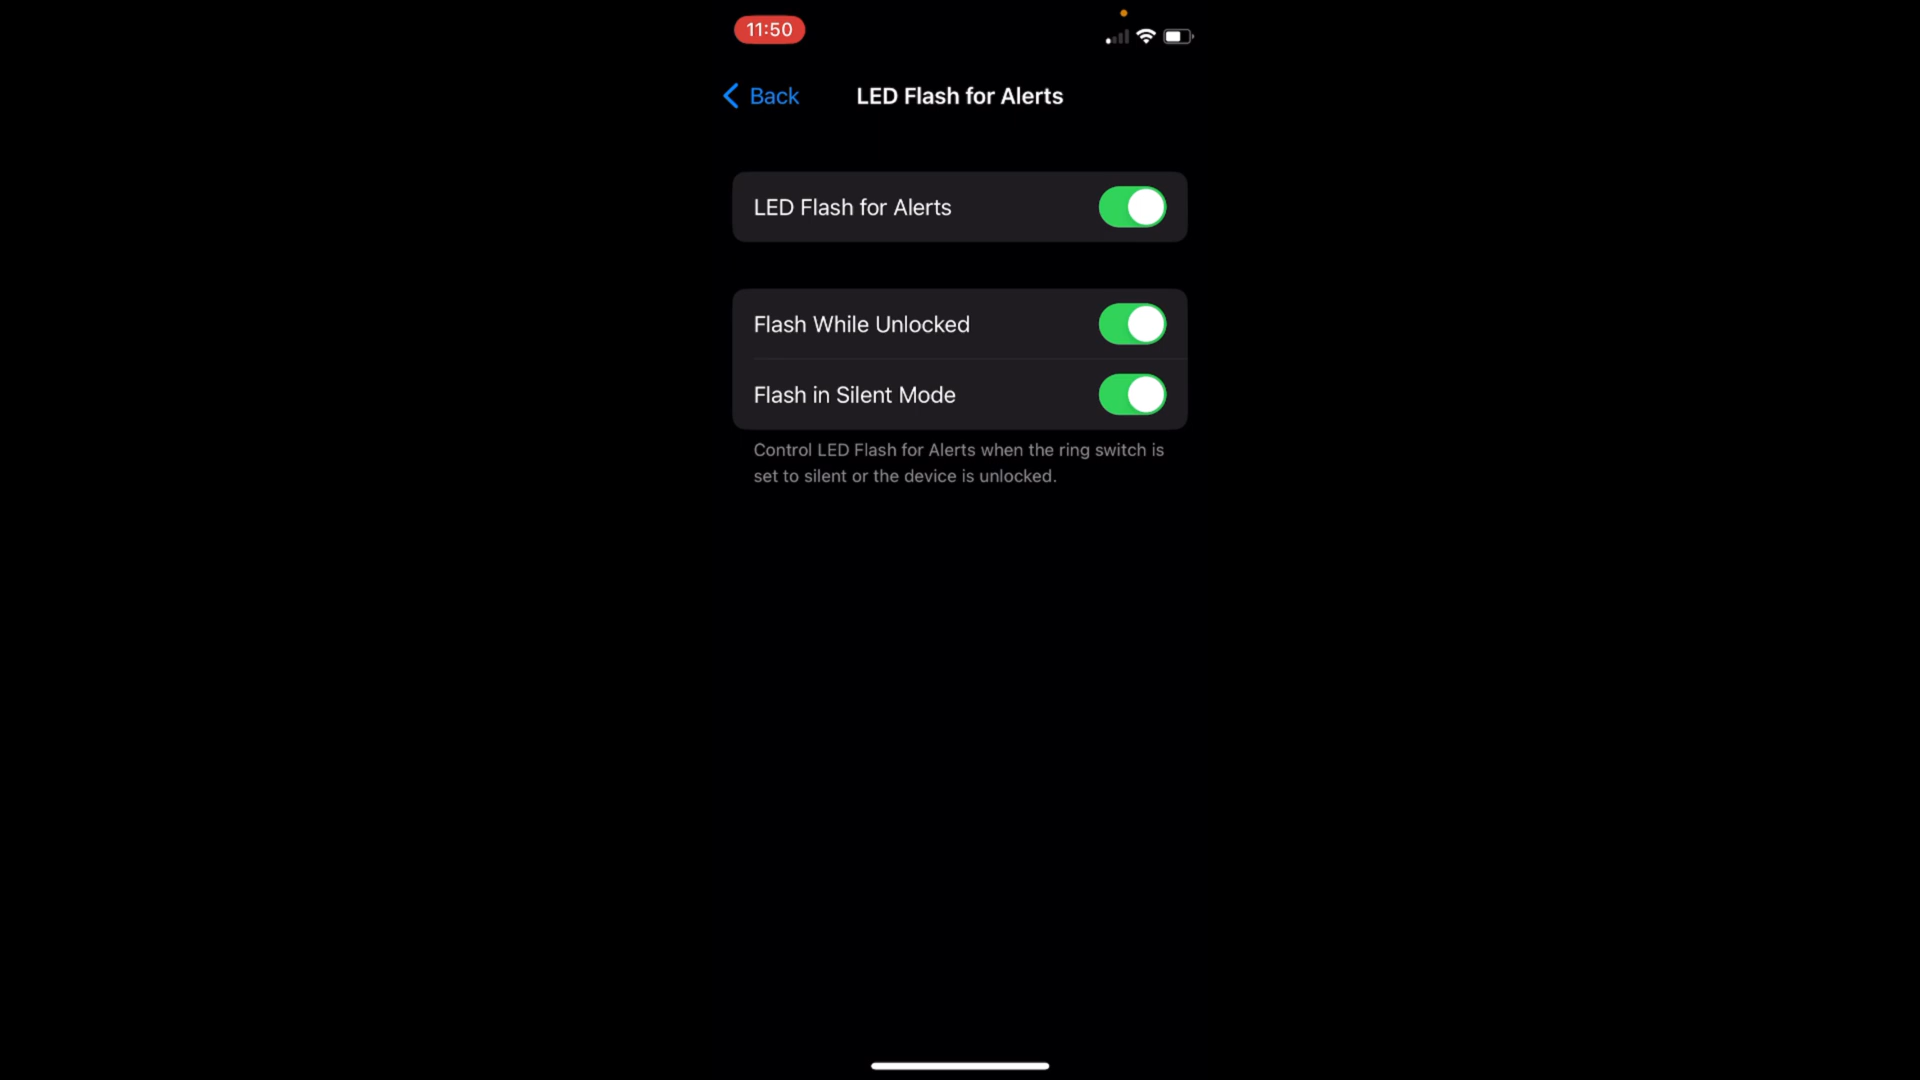 11:50
Back
LED Flash for Alerts
LED Flash for Alerts
Flash While Unlocked
Flash in Silent Mode
Control LED Flash for Alerts when the ring switch is
set to silent or the device is unlocked.